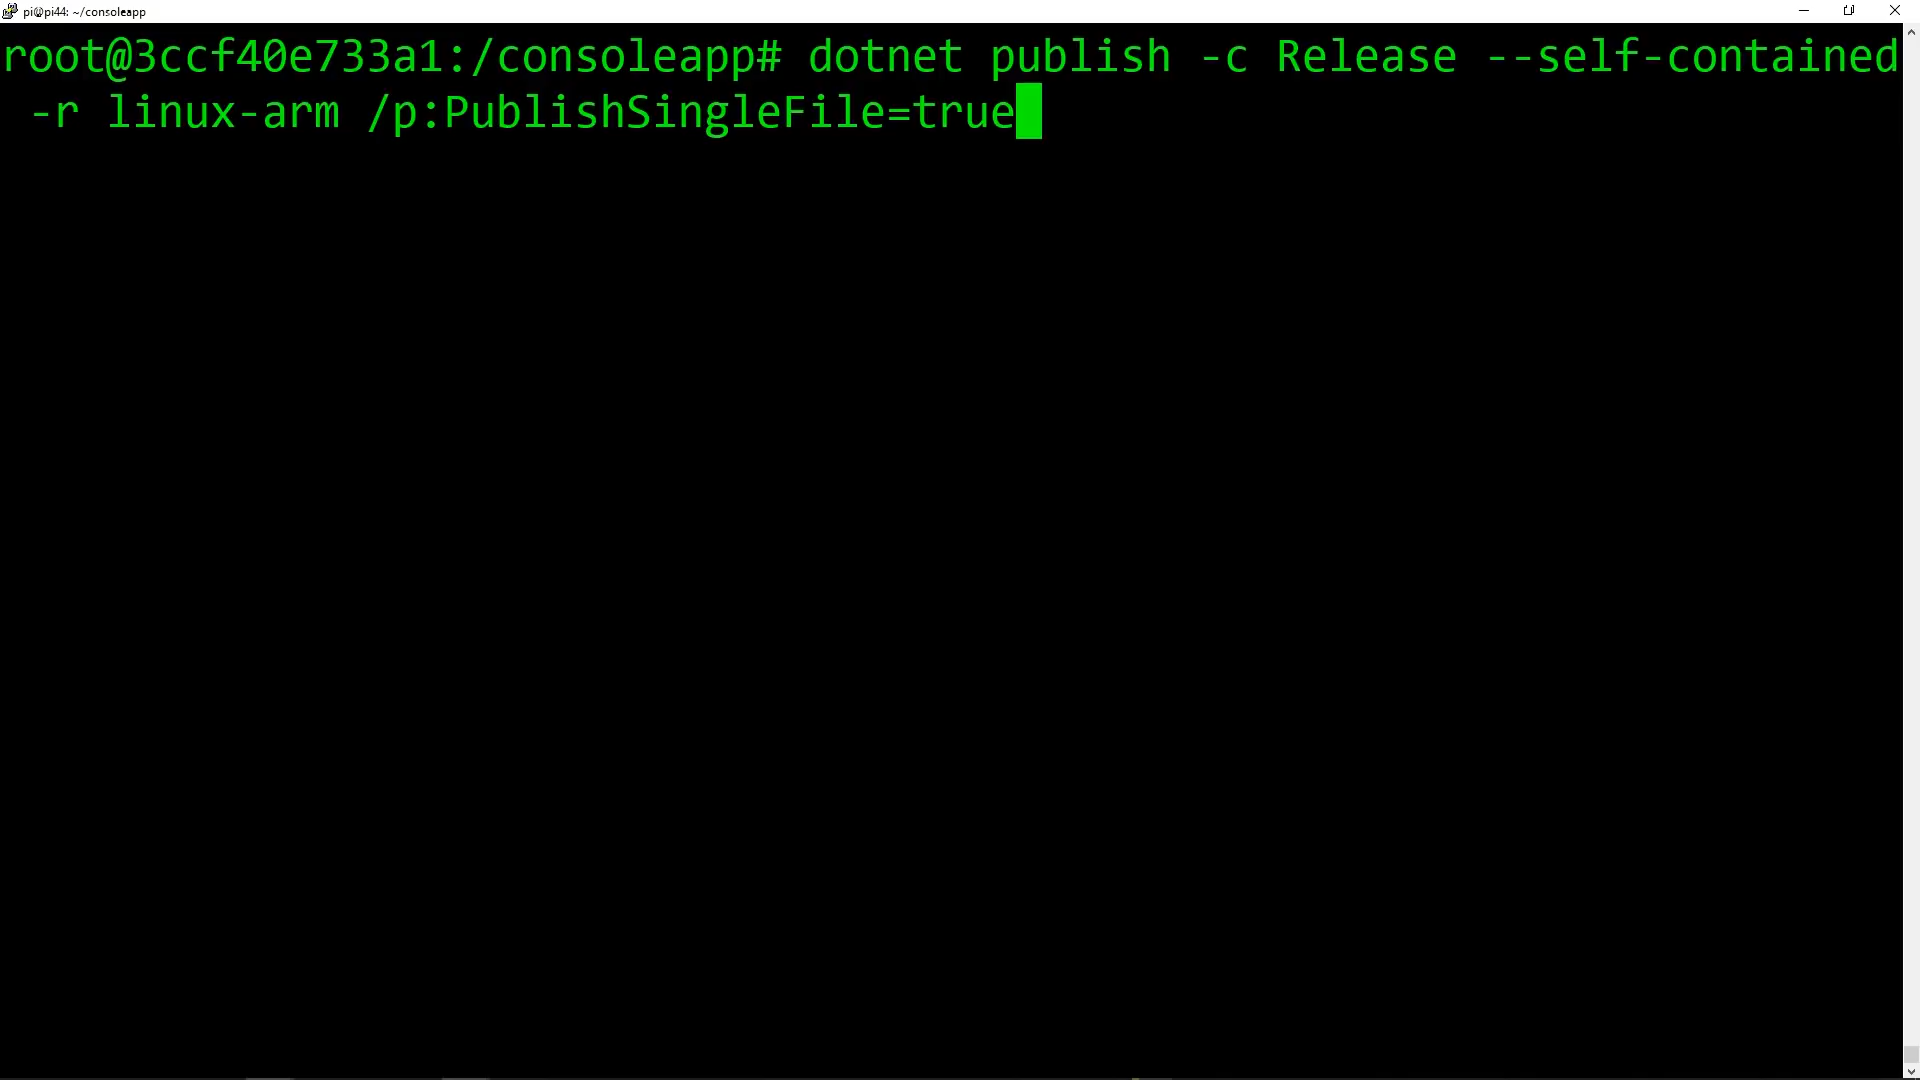 pi@pi44: ~/consoleapp
root@3ccf40e733a1:/consoleapp# dotnet publish -c Release --self-contained
-r linux-arm /p:PublishSingleFile=true